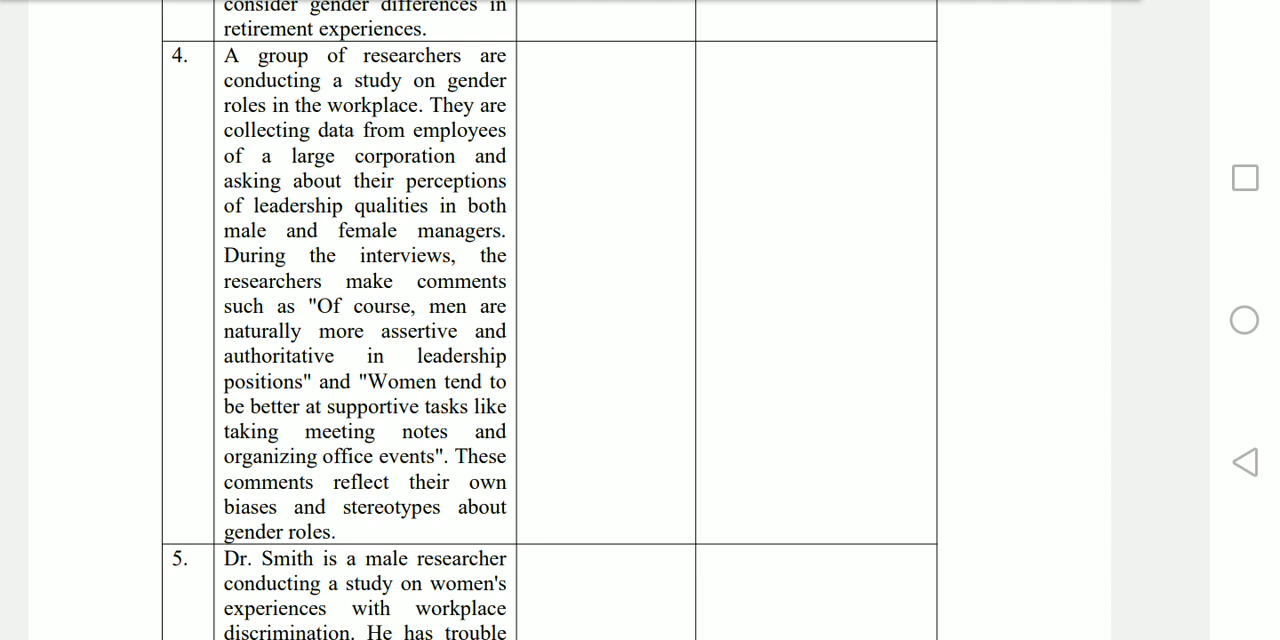 consider gender differences in
retirement experiences.
4.
A group of researchers are
conducting a study on gender
roles in the workplace. They are
collecting data from employees
of a large corporation and
asking about their perceptions
of leadership qualities in both
male and female managers.
During the interviews, the
researchers make comments
such as "Of course, men are
naturally more assertive and
authoritative in leadership
positions" and "Women tend to
be better at supportive tasks like
taking meeting notes and
organizing office events". These
comments reflect their own
biases and stereotypes about
gender roles.
5.
Dr. Smith is a male researcher
conducting a study on women's
experiences with workplace
discrimination. He has trouble